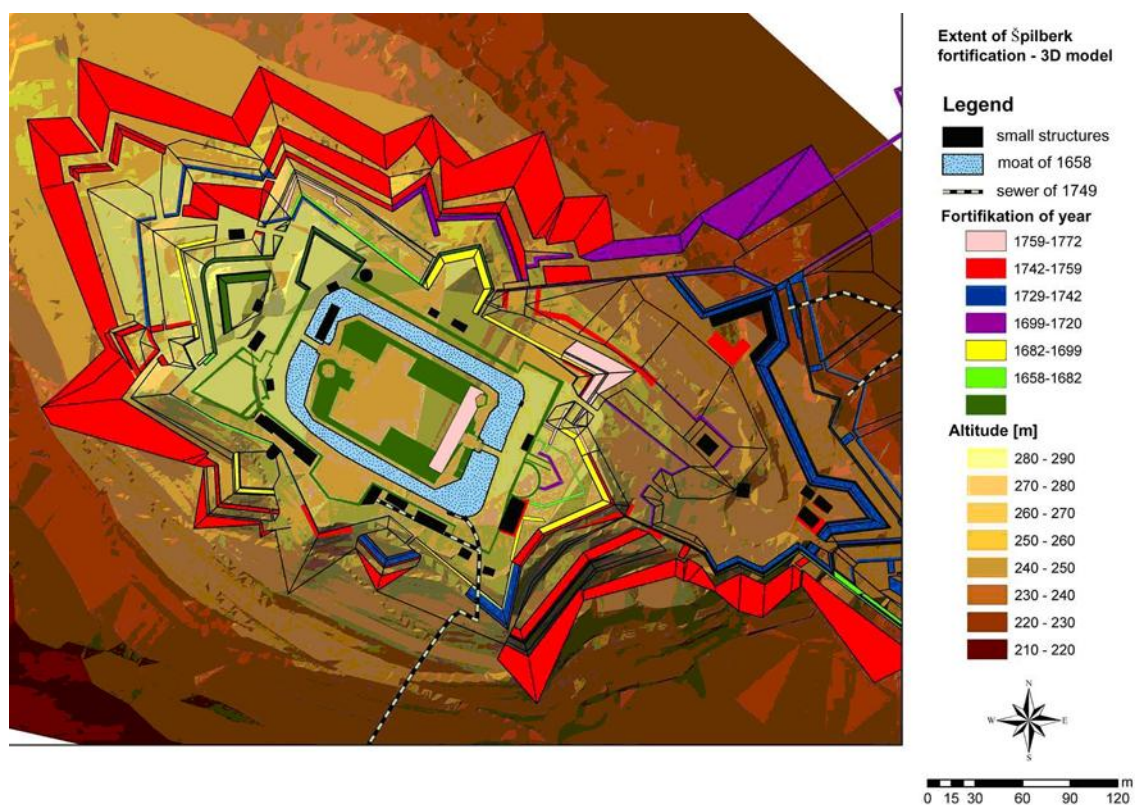 Extent of Špilberk
fortification - 3D model
Legend
small structures
moat of 1658
sewer of 1749
Fortifikation of year
1759-1772
1742-1759
1729-1742
1699-1720
1682-1699
1658-1682
Altitude [m]
280 - 290
270 - 280
260 - 270
250 - 260
240 - 250
230 - 240
220 - 230
210 - 220
N
W E
S
m
0 15 30 60 90 120